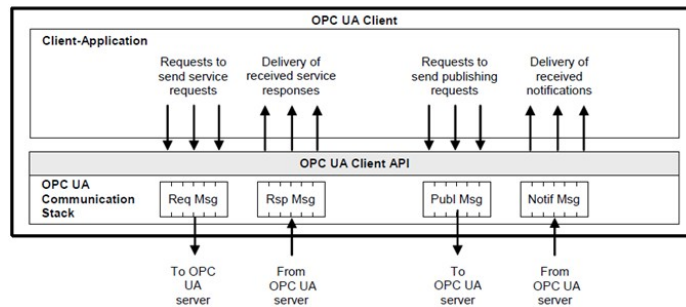 OPC UA Client
Client-Application
Requests to
send service
requests
Delivery of
received service
responses
Requests to
send publishing
requests
Delivery of
received
notifications
OPC UA Client API
OPC UA
Communication
Stack
Req Msg
Rsp Msg
Publ Msg
Notif Msg
To OPC
UA
server
From
OPC UA
server
To
OPC UA
server
From
OPC UA
server